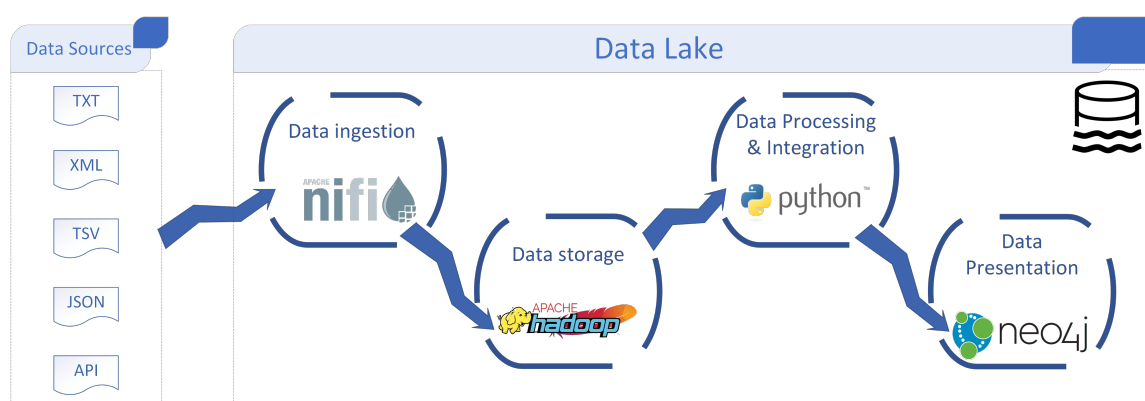 Data Sources
TXT
XML
TSV
JSON
API
Data Lake
Data ingestion
APACHE
nifi
Data storage
APACHE
hadoop
Data Processing
& Integration
python™
Data
Presentation
neo4j